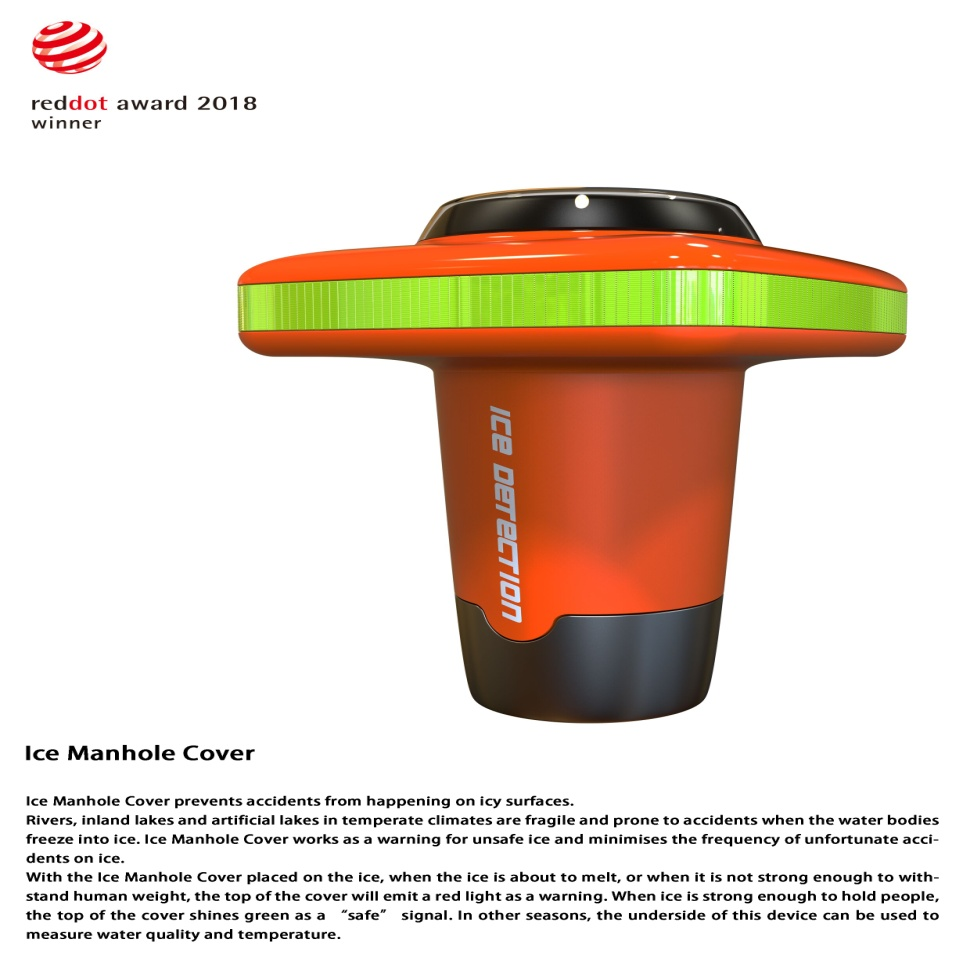 reddot award 2018
winner
ICE DETECTION
Ice Manhole Cover
Ice Manhole Cover prevents accidents from happening on icy surfaces.
Rivers, inland lakes and artificial lakes in temperate climates are fragile and prone to accidents when the water bodies
freeze into ice. Ice Manhole Cover works as a warning for unsafe ice and minimises the frequency of unfortunate acci-
dents on ice.
With the Ice Manhole Cover placed on the ice, when the ice is about to melt, or when it is not strong enough to with-
stand human weight, the top of the cover will emit a red light as a warning. When ice is strong enough to hold people,
the top of the cover shines green as a “safe” signal. In other seasons, the underside of this device can be used to
measure water quality and temperature.